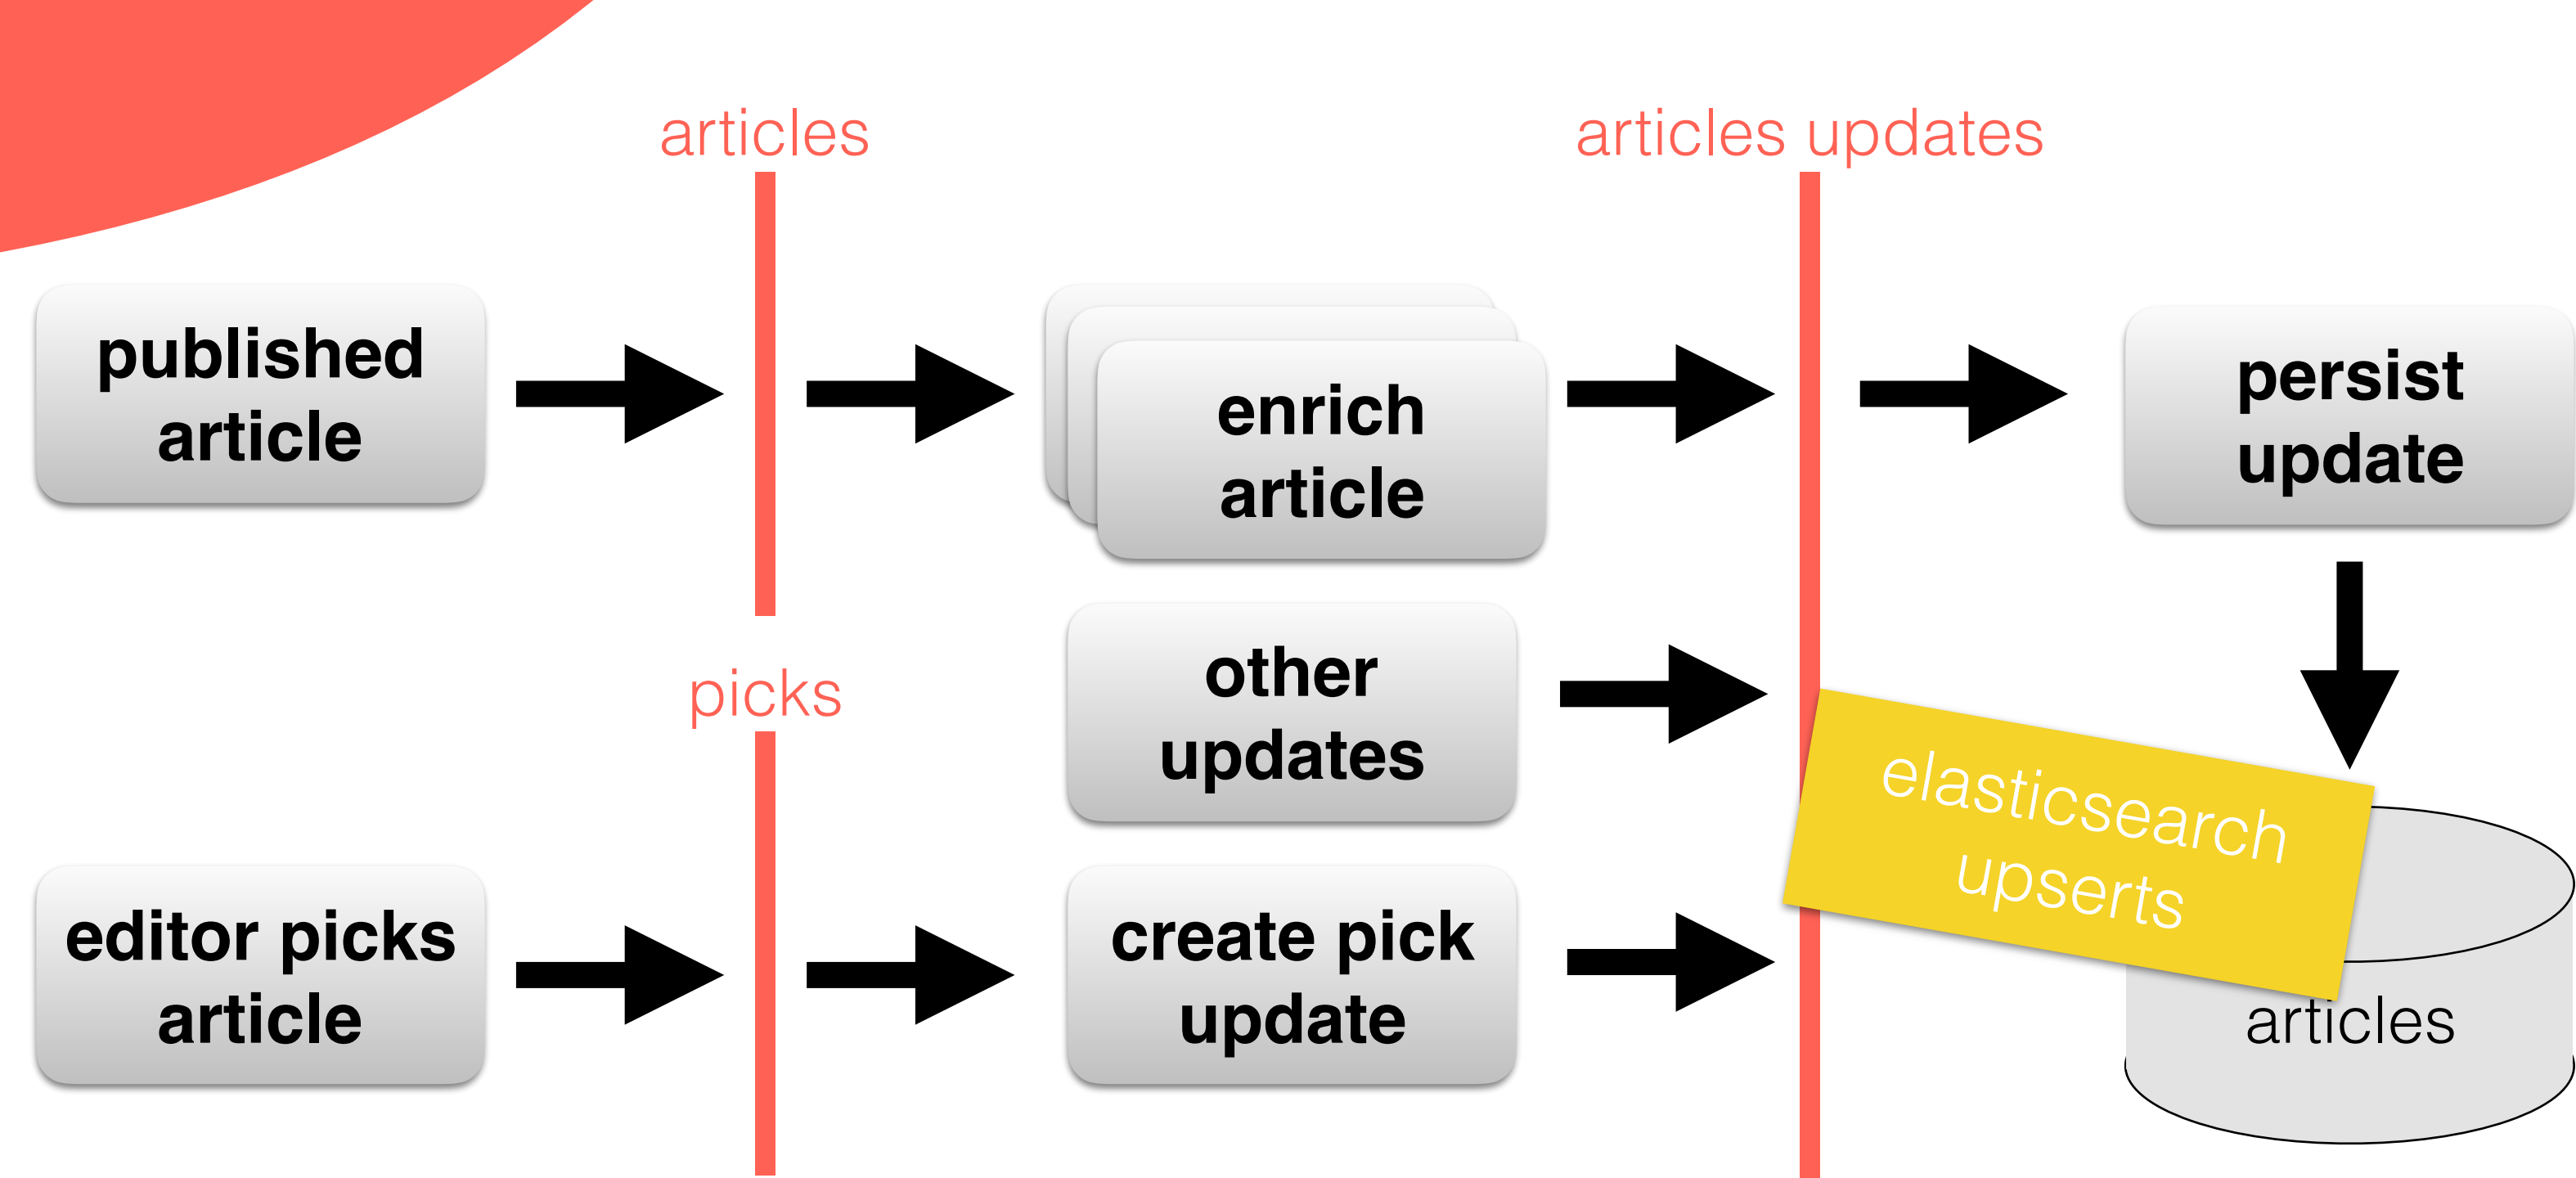 articles
articles updates
published
article
enrich
article
persist
update
other
updates
picks
elasticsearch
upserts
editor picks
article
create pick
update
articles